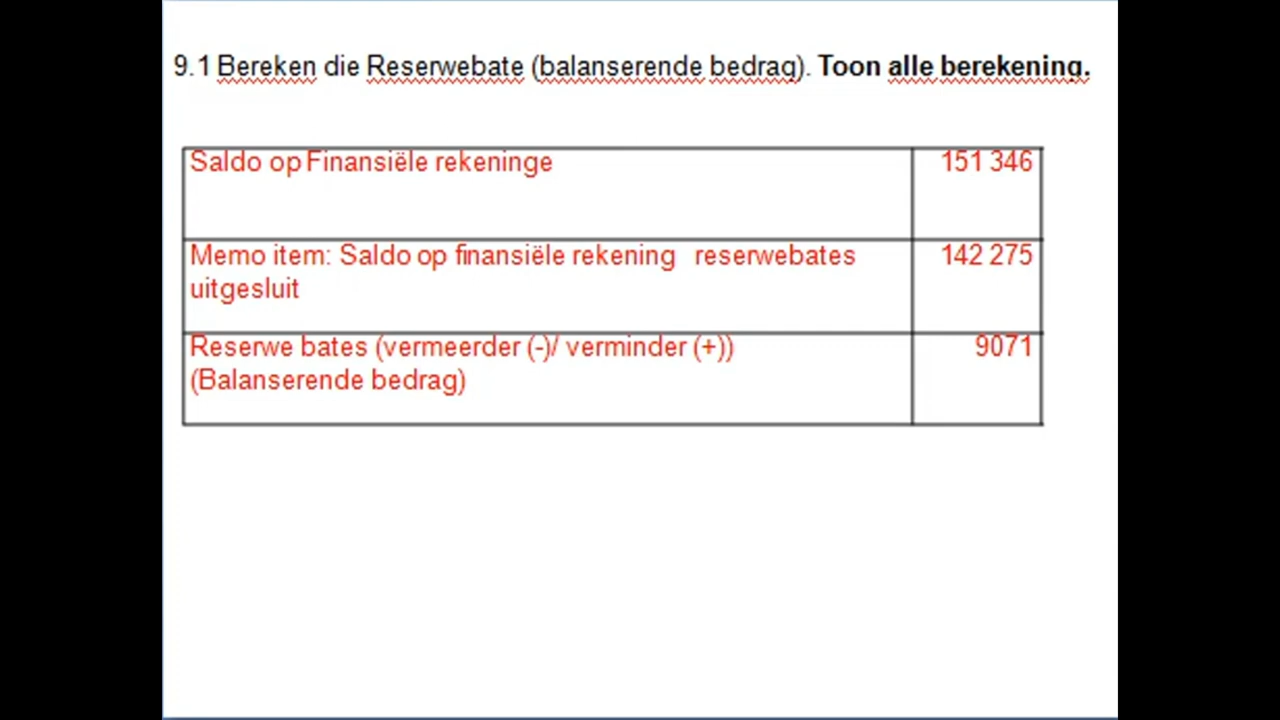 9.1 Bereken die Reserwebate (balanserende bedrag). Toon alle berekening.
Saldo op Finansiële rekeninge 151 346
Memo item: Saldo op finansiële rekening reserwebates 142 275
uitgesluit
Reserwe bates (vermeerder (-)/ verminder (+)) 9071
(Balanserende bedrag)